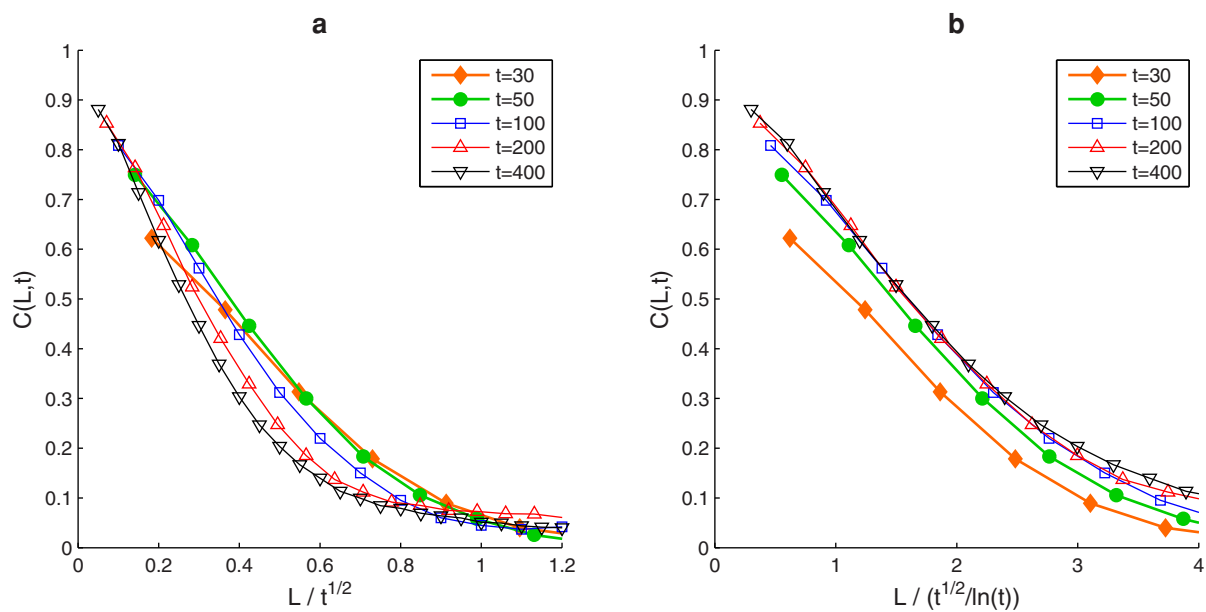 a
C(L,t)
1
0.9
0.8
0.7
0.6
0.5
0.4
0.3
0.2
0.1
0
0 0.2 0.4 0.6 0.8 1 1.2
L / t^1/2
t=30
t=50
t=100
t=200
t=400
b
C(L,t)
1
0.9
0.8
0.7
0.6
0.5
0.4
0.3
0.2
0.1
0
0 1 2 3 4
L / (t^1/2/ln(t))
t=30
t=50
t=100
t=200
t=400